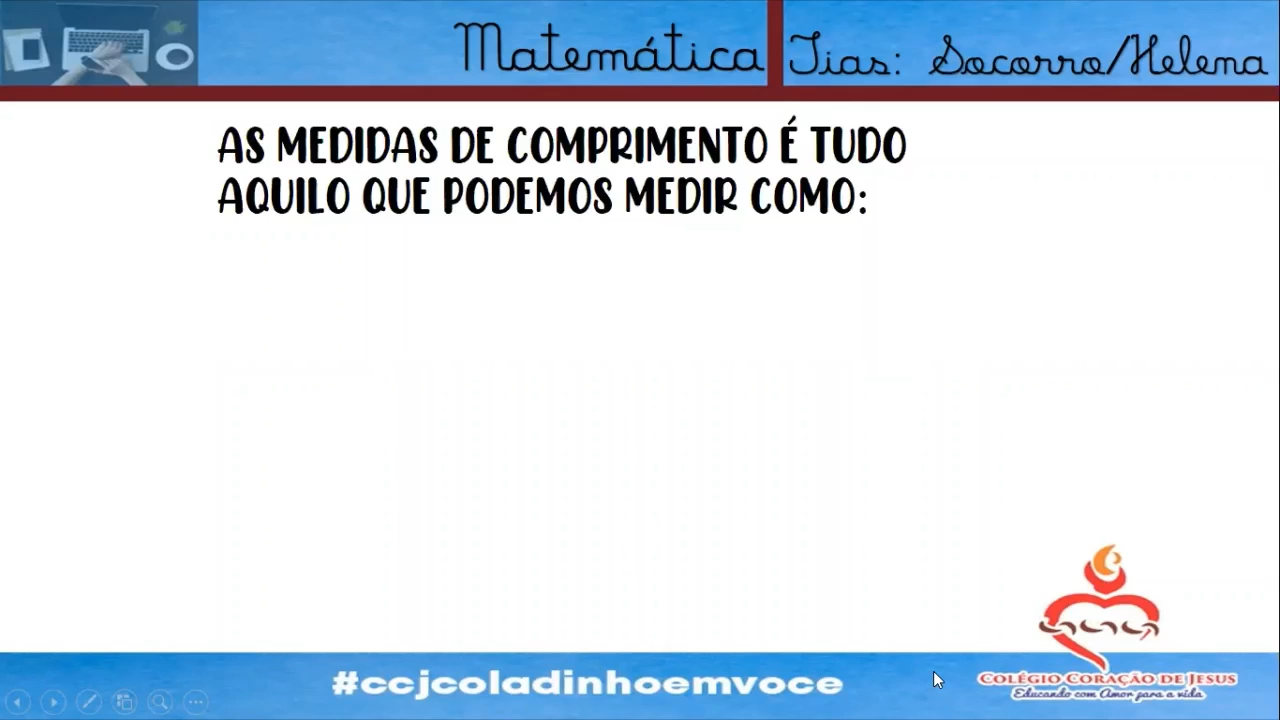 Matemática
Tias: Socorro/Helena
AS MEDIDAS DE COMPRIMENTO É TUDO
AQUILO QUE PODEMOS MEDIR COMO:
#ccjcoladinhoemvoce
COLÉGIO CORAÇÃO DE JESUS
Educando com Amor para a vida